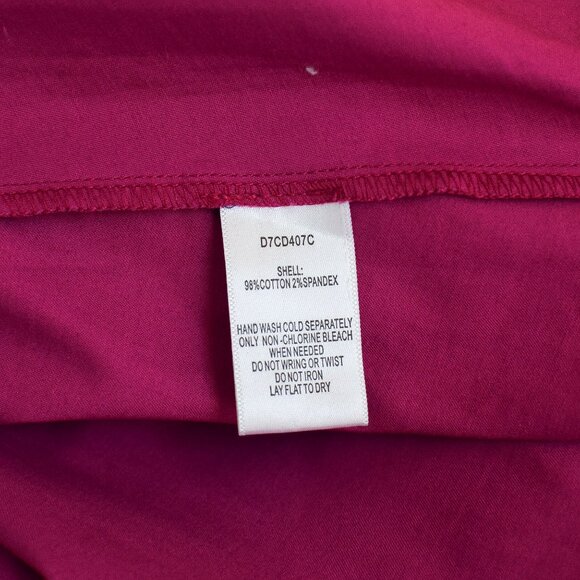 D7CD407C
SHELL:
98%COTTON 2%SPANDEX
HAND WASH COLD SEPARATELY
ONLY NON-CHLORINE BLEACH
WHEN NEEDED
DO NOT WRING OR TWIST
DO NOT IRON
LAY FLAT TO DRY